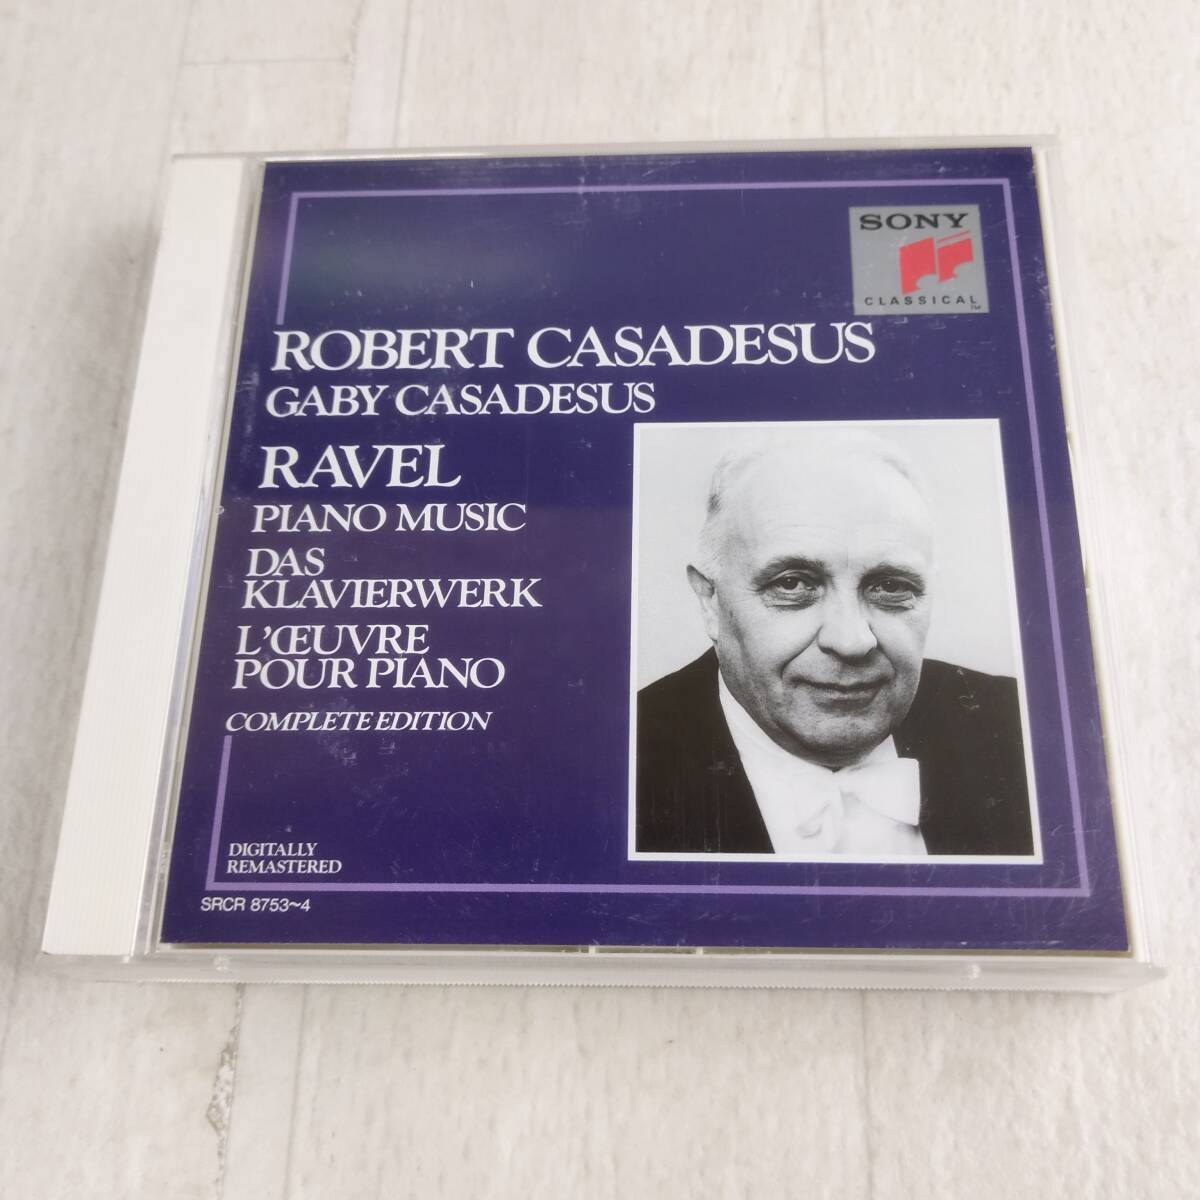 SONY
CLASSICAL™
ROBERT CASADESUS
GABY CASADESUS
RAVEL
PIANO MUSIC
DAS
KLAVIERWERK
L'ŒUVRE
POUR PIANO
COMPLETE EDITION
DIGITALLY
REMASTERED
SRCR 8753~4